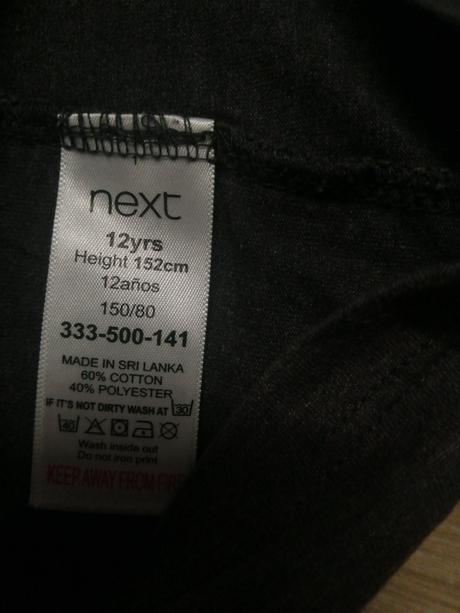 next
12yrs
Height 152cm
12años
150/80
333-500-141
MADE IN SRI LANKA
60% COTTON
40% POLYESTER
IF IT'S NOT DIRTY WASH AT 30
40
Wash inside out
Do not iron print
KEEP AWAY FROM FIRE